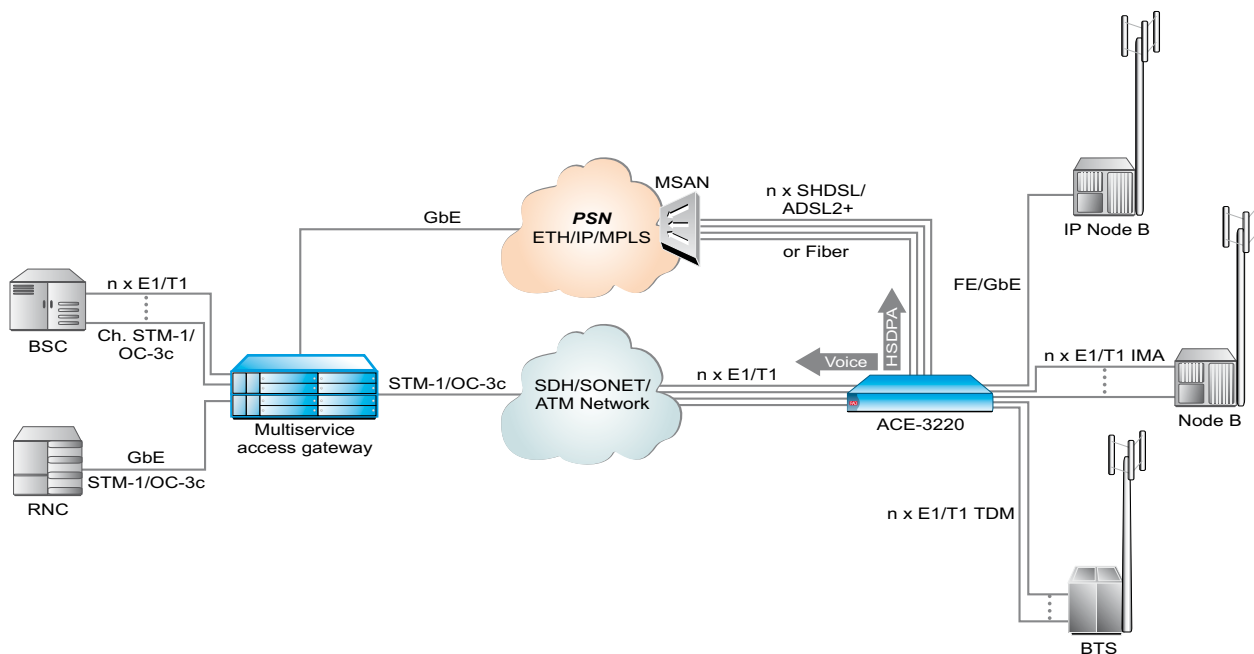 MSAN
n x SHDSL/
ADSL2+
or Fiber
GbE
PSN
ETH/IP/MPLS
IP Node B
FE/GbE
n x E1/T1
BSC
Ch. STM-1/
OC-3c
HSDPA
Voice
n x E1/T1 IMA
Node B
STM-1/OC-3c
SDH/SONET/
ATM Network
n x E1/T1
ACE-3220
Multiservice
access gateway
GbE
STM-1/OC-3c
RNC
n x E1/T1 TDM
BTS